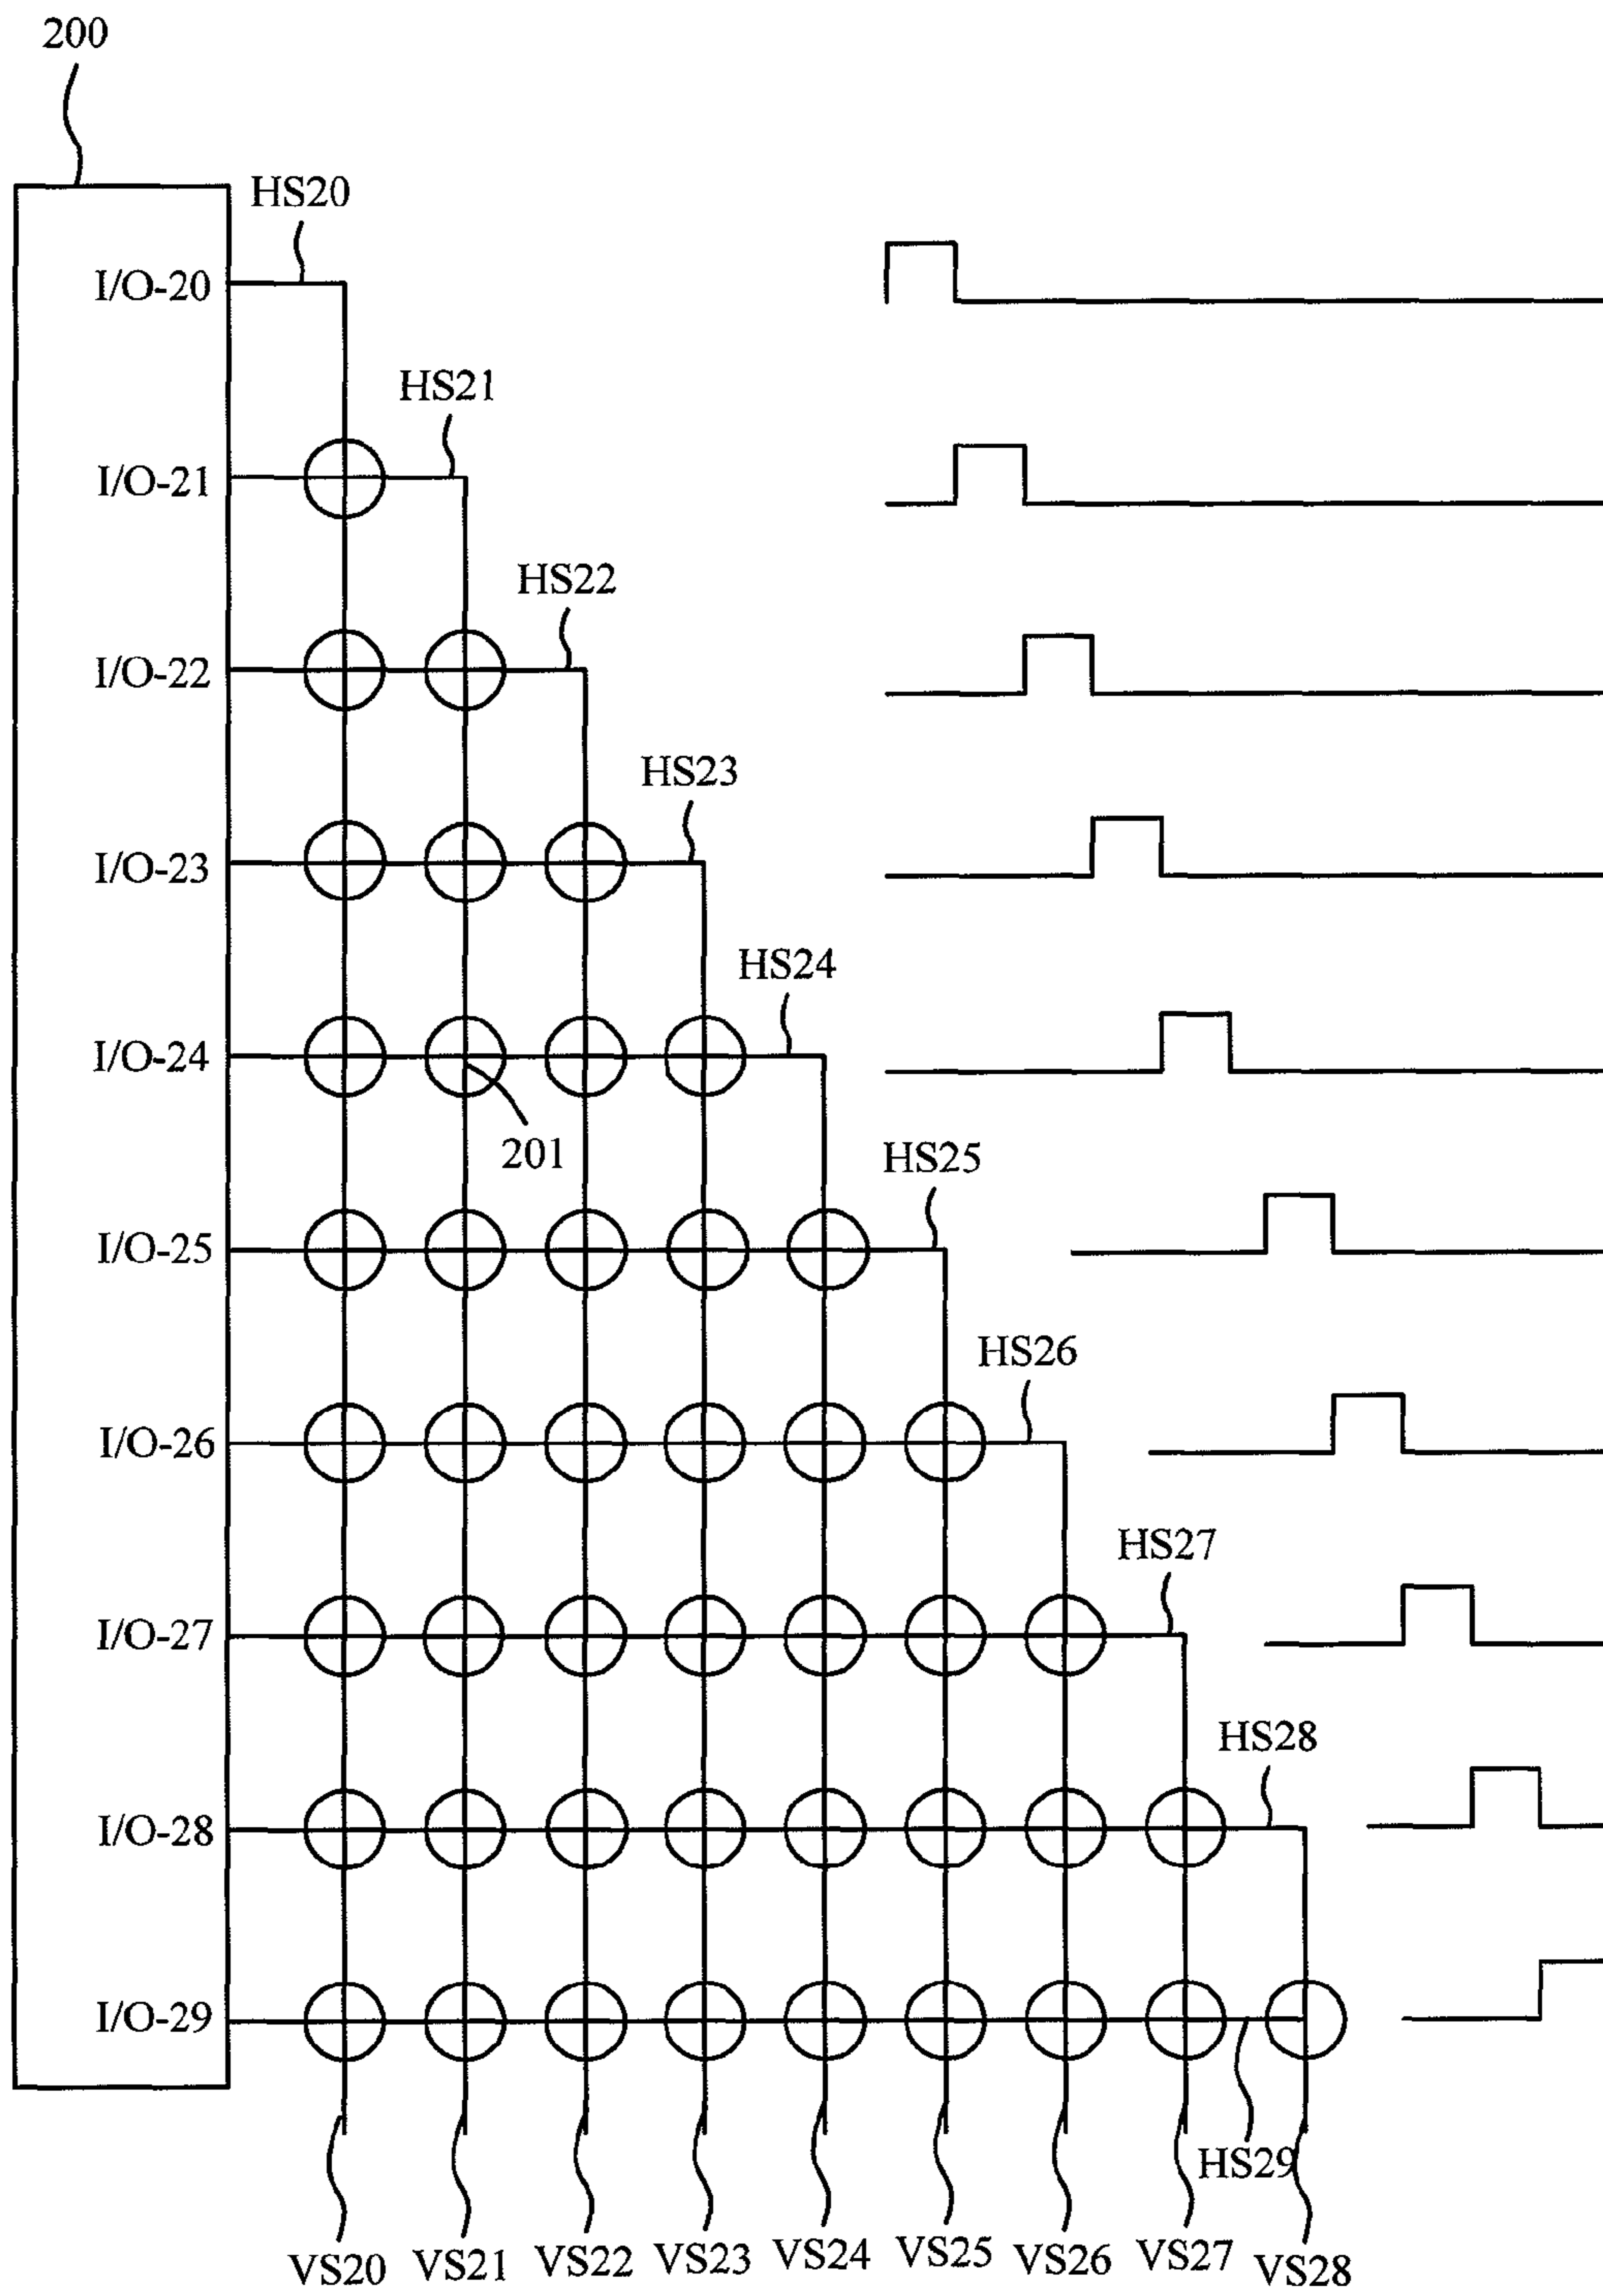 200
HS20
I/O-20
HS21
I/O-21
HS22
I/O-22
HS23
I/O-23
HS24
I/O-24
201
HS25
I/O-25
HS26
I/O-26
HS27
I/O-27
HS28
I/O-28
I/O-29
HS29
VS20 VS21 VS22 VS23 VS24 VS25 VS26 VS27 VS28